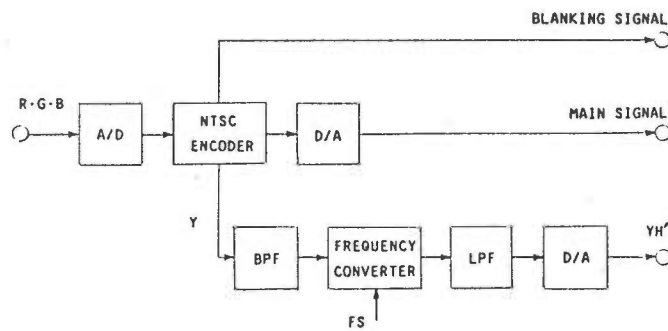 BLANKING SIGNAL
R·G·B
A/D
NTSC
ENCODER
D/A
MAIN SIGNAL
Y
BPF
FREQUENCY
CONVERTER
LPF
D/A
YH′
FS